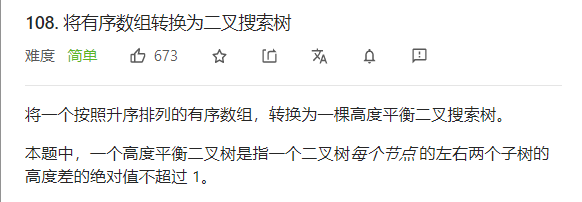 108. 将有序数组转换为二叉搜索树
难度 简单 673
将一个按照升序排列的有序数组，转换为一棵高度平衡二叉搜索树。
本题中，一个高度平衡二叉树是指一个二叉树每个节点 的左右两个子树的
高度差的绝对值不超过 1。